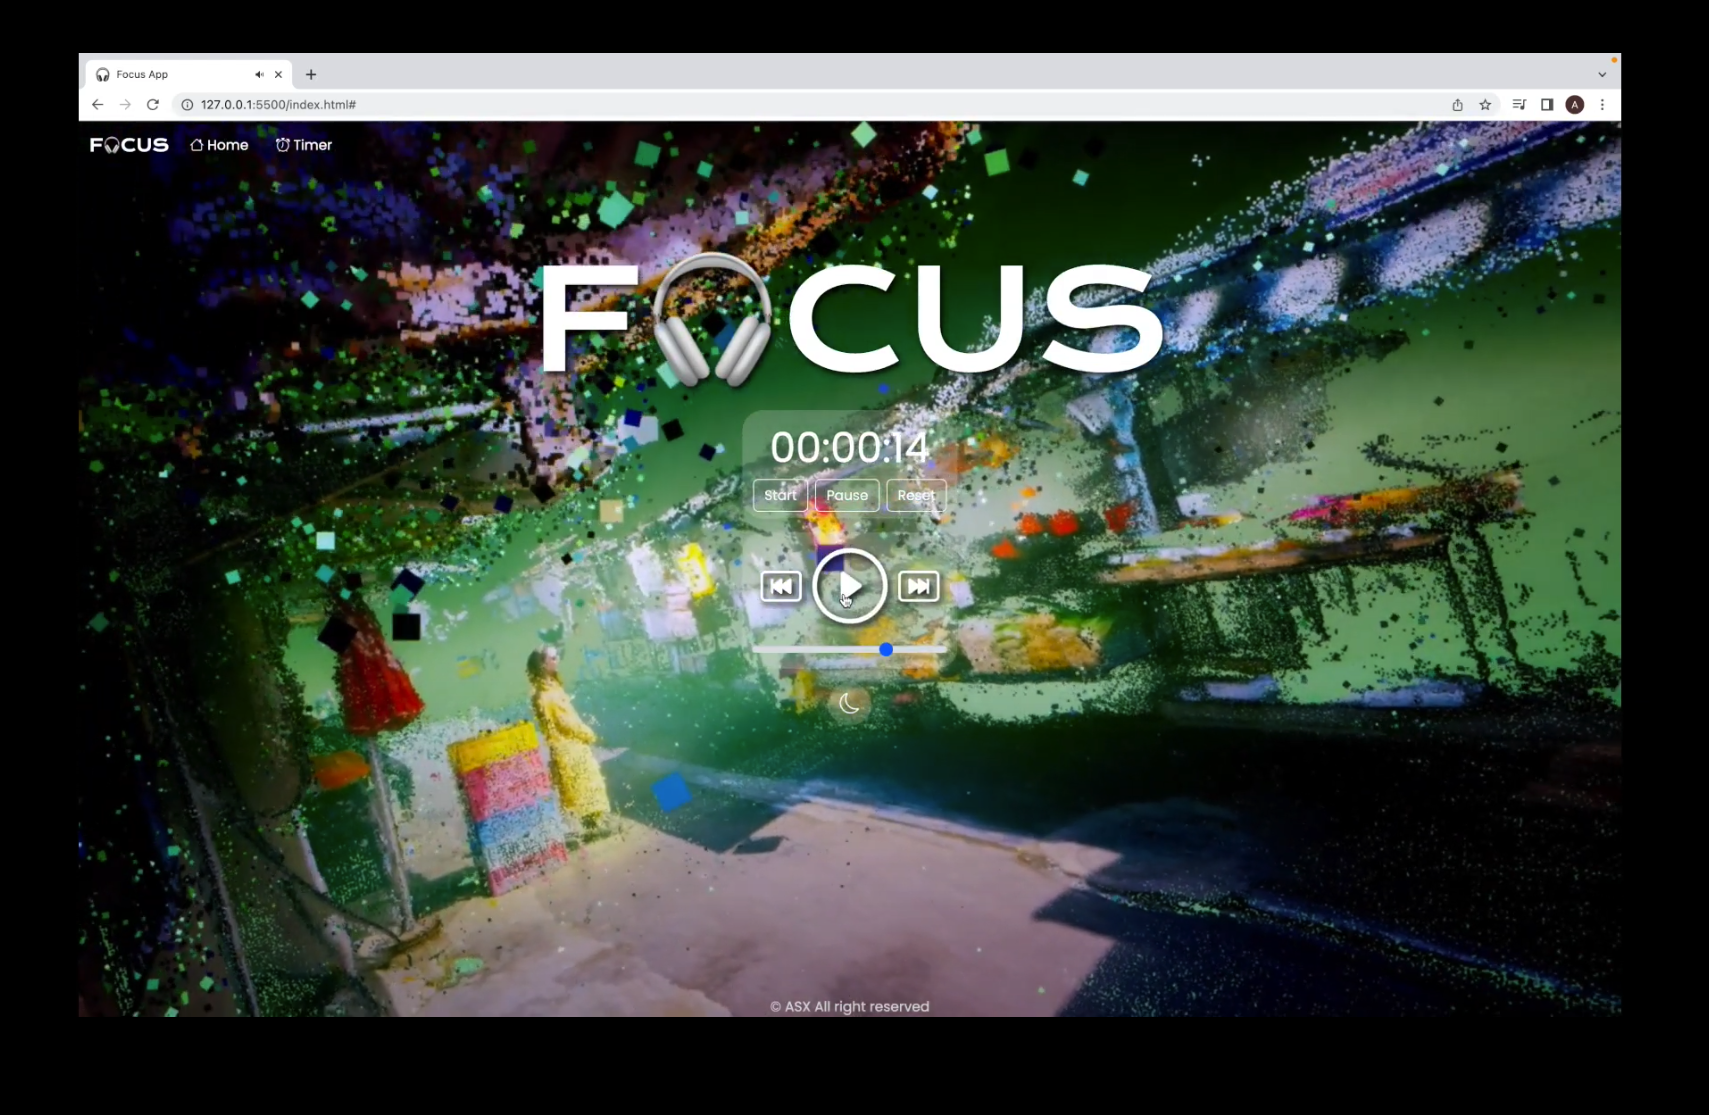 Focus App
127.0.0.1:5500/index.html#
A
FOCUS Home Timer
FOCUS
00:00:14
Start Pause Reset
© ASX All right reserved